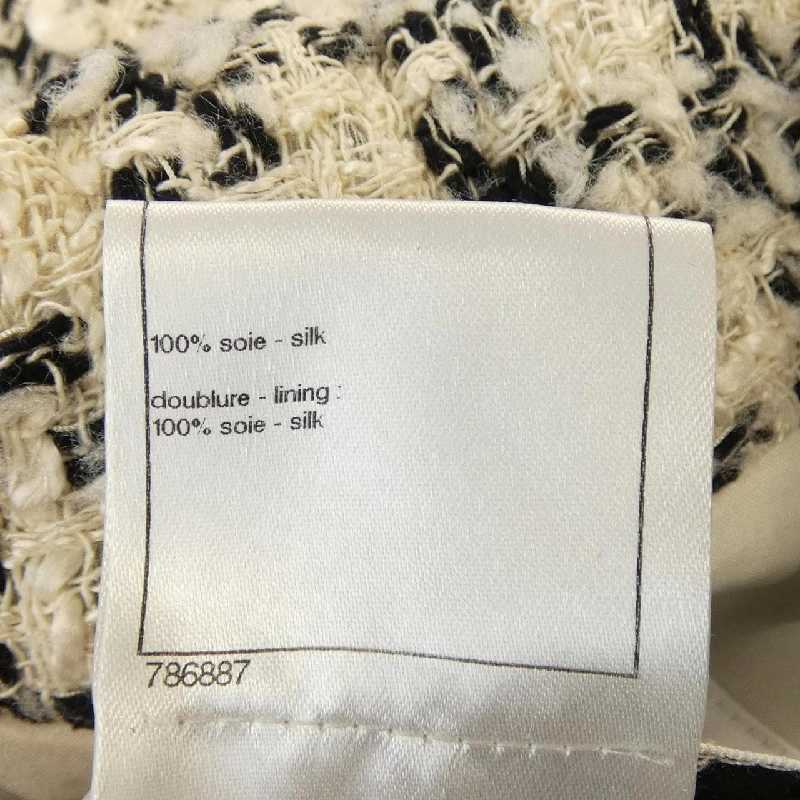 100% soie - silk
doublure - lining :
100% soie - silk
786887